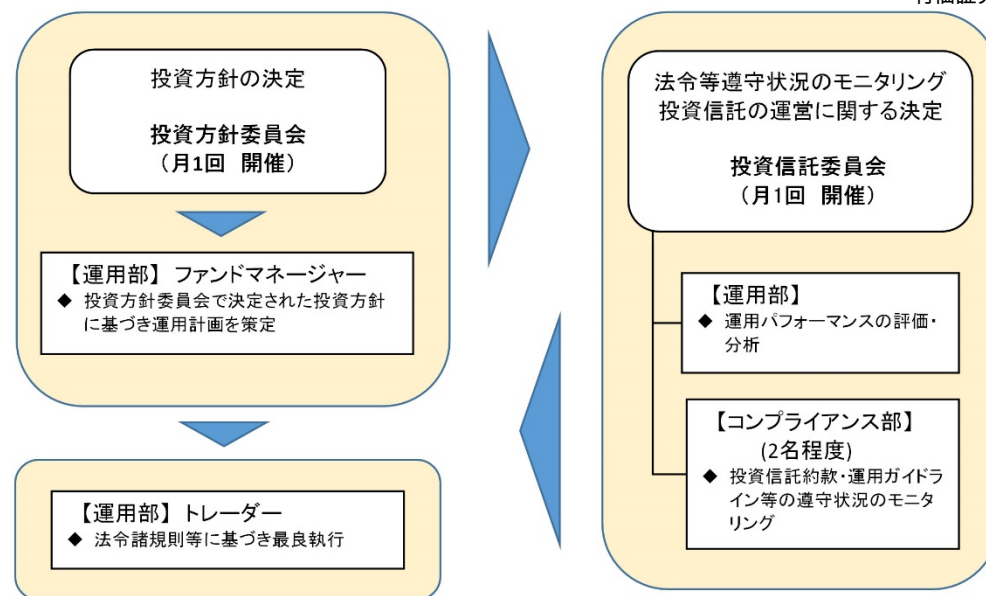 投資方針の決定
投資方針委員会
(月1回 開催)
【運用部】ファンドマネージャー
◆ 投資方針委員会で決定された投資方針
に基づき運用計画を策定
【運用部】トレーダー
◆ 法令諸規則等に基づき最良執行
法令等遵守状況のモニタリング
投資信託の運営に関する決定
投資信託委員会
(月1回 開催)
【運用部】
◆ 運用パフォーマンスの評価・
分析
【コンプライアンス部】
(2名程度)
◆ 投資信託約款・運用ガイドラ
イン等の遵守状況のモニタ
リング